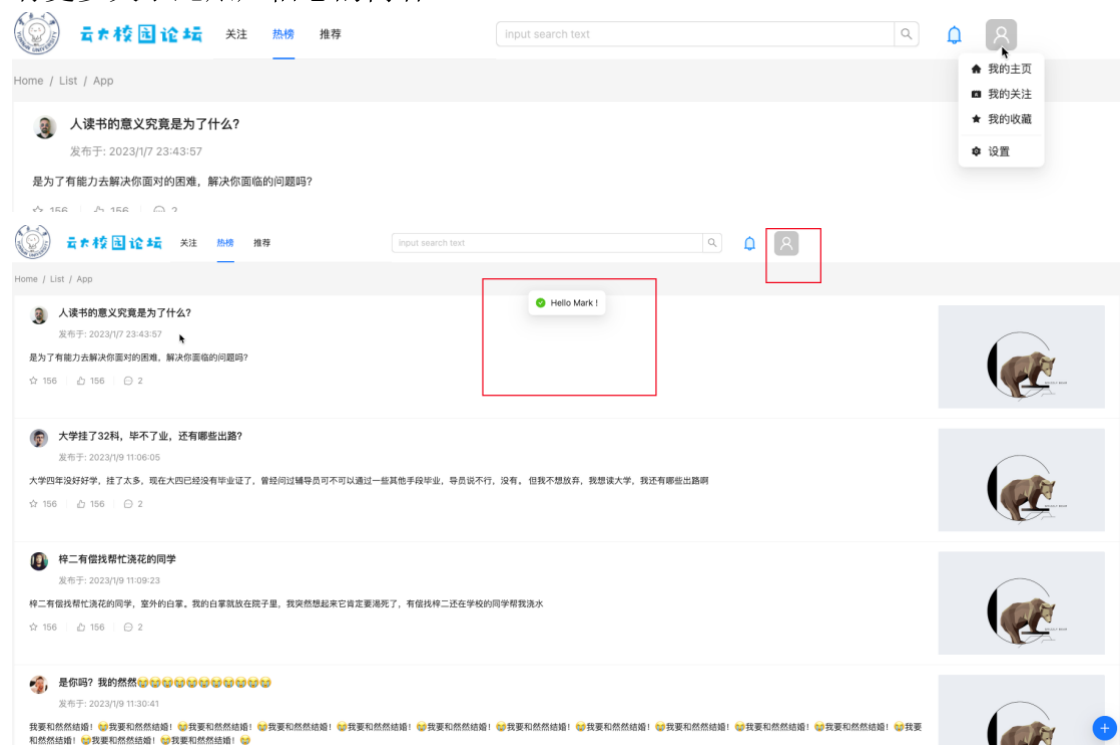 云大校园论坛 关注 热榜 推荐 input search text
我的主页
我的关注
我的收藏
设置
Home / List / App
人读书的意义究竟是为了什么?
发布于: 2023/1/7 23:43:57
是为了有能力去解决你面对的困难，解决你面临的问题吗?
156 156 2
云大校园论坛 关注 热榜 推荐 input search text
Home / List / App
Hello Mark !
人读书的意义究竟是为了什么?
发布于: 2023/1/7 23:43:57
是为了有能力去解决你面对的困难，解决你面临的问题吗?
156 156 2
大学挂了32科，毕不了业，还有哪些出路?
发布于: 2023/1/9 11:06:05
大学四年没好好学，挂了太多，现在大四已经没有毕业证了，曾经问过辅导员可不可以通过一些其他手段毕业，导员说不行，没有。但我不想放弃，我想读大学，我还有哪些出路啊
156 156 2
梓二有偿找帮忙浇花的同学
发布于: 2023/1/9 11:09:23
梓二有偿找帮忙浇花的同学，室外的白掌。我的白掌就放在院子里，我突然想起来它肯定要渴死了，有偿找梓二还在学校的同学帮我浇水
156 156 2
是你吗? 我的然然😂😂😂😂😂😂😂😂😂😂😂
发布于: 2023/1/9 11:30:41
我要和然然结婚! 😂我要和然然结婚! 😂我要和然然结婚! 😂我要和然然结婚! 😂我要和然然结婚! 😂我要和然然结婚! 😂我要和然然结婚! 😂我要和然然结婚! 😂我要和然然结婚! 😂我要和然然结婚! 😂我要和然然结婚! 😂我要
和然然结婚! 😂我要和然然结婚! 😂我要和然然结婚! 😂